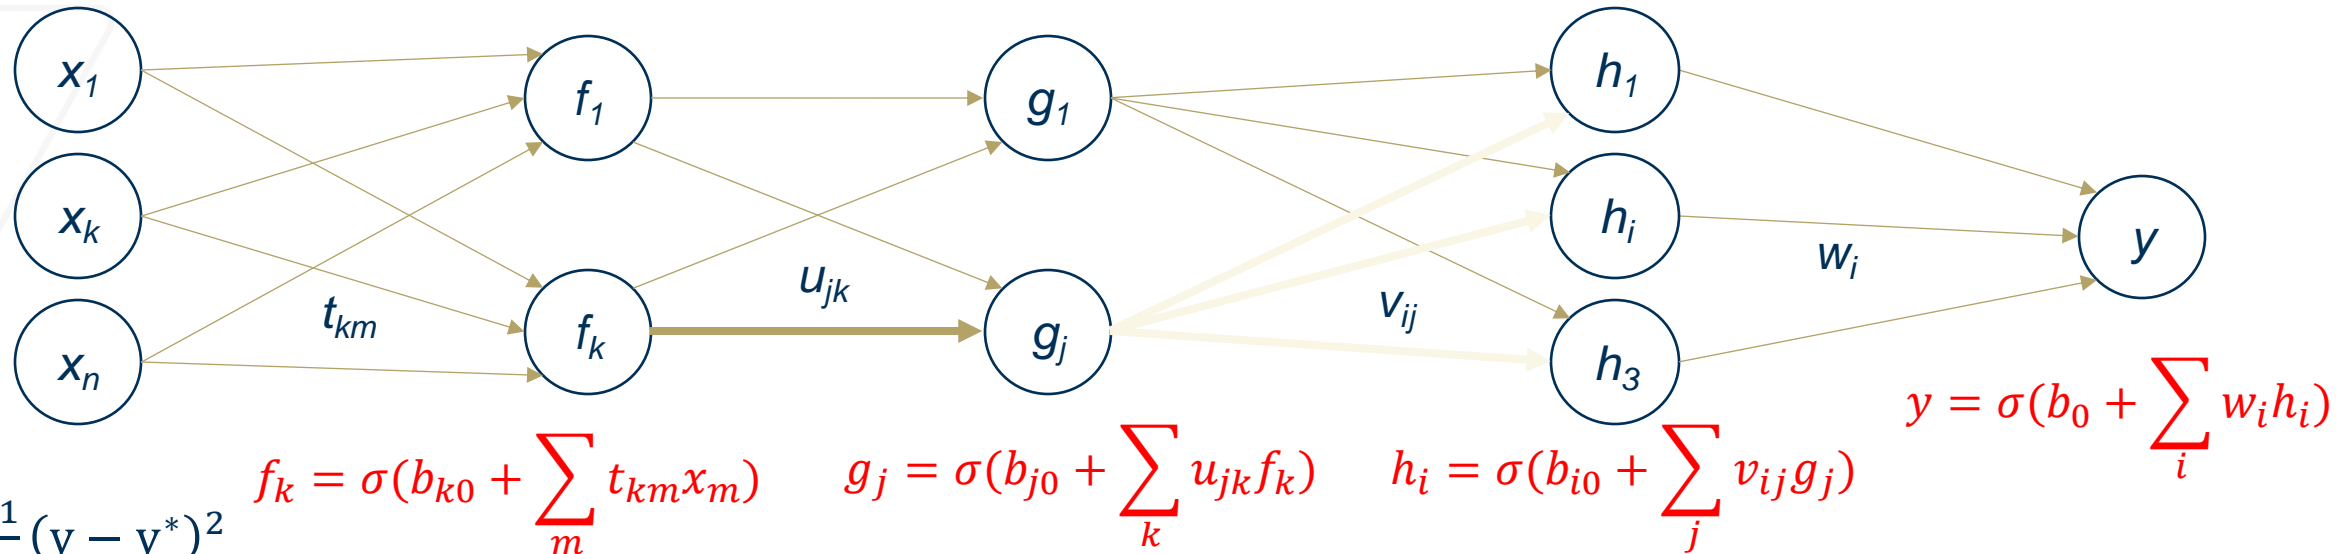 x₁
f₁
g₁
h₁
xₖ
hᵢ
y
wᵢ
uⱼₖ
vᵢⱼ
tₖₘ
xₙ
fₖ
gⱼ
h₃
y = σ(b₀ + ∑ᵢ wᵢhᵢ)
fₖ = σ(bₖ₀ + ∑ₘ tₖₘxₘ)
gⱼ = σ(bⱼ₀ + ∑ₖ uⱼₖfₖ)
hᵢ = σ(bᵢ₀ + ∑ⱼ vᵢⱼgⱼ)
(y − y*)²